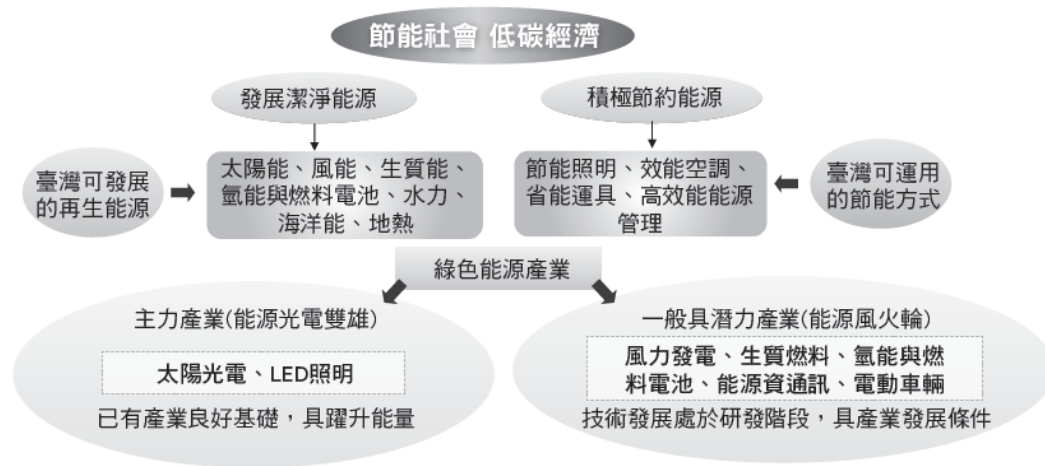 節能社會 低碳經濟
發展潔淨能源
積極節約能源
臺灣可發展
的再生能源
太陽能、風能、生質能、
氫能與燃料電池、水力、
海洋能、地熱
節能照明、效能空調、
省能運具、高效能能源
管理
臺灣可運用
的節能方式
綠色能源產業
主力產業(能源光電雙雄)
太陽光電、LED照明
已有產業良好基礎，具躍升能量
一般具潛力產業(能源風火輪)
風力發電、生質燃料、氫能與燃
料電池、能源資通訊、電動車輛
技術發展處於研發階段，具產業發展條件